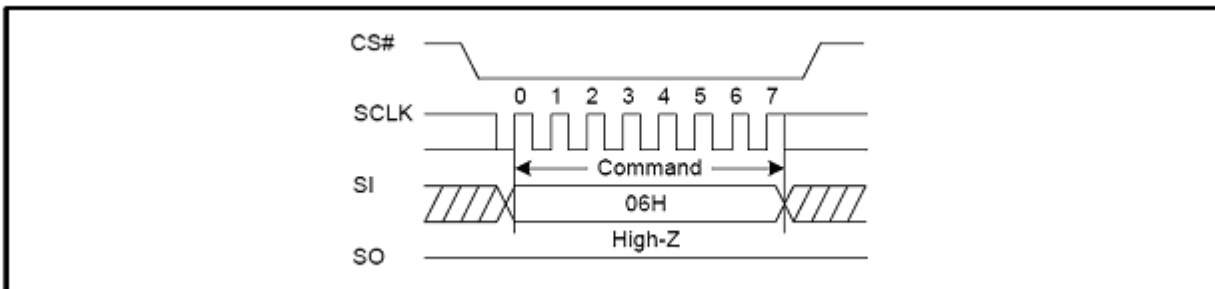 CS#
0 1 2 3 4 5 6 7
SCLK
Command
SI
06H
High-Z
SO